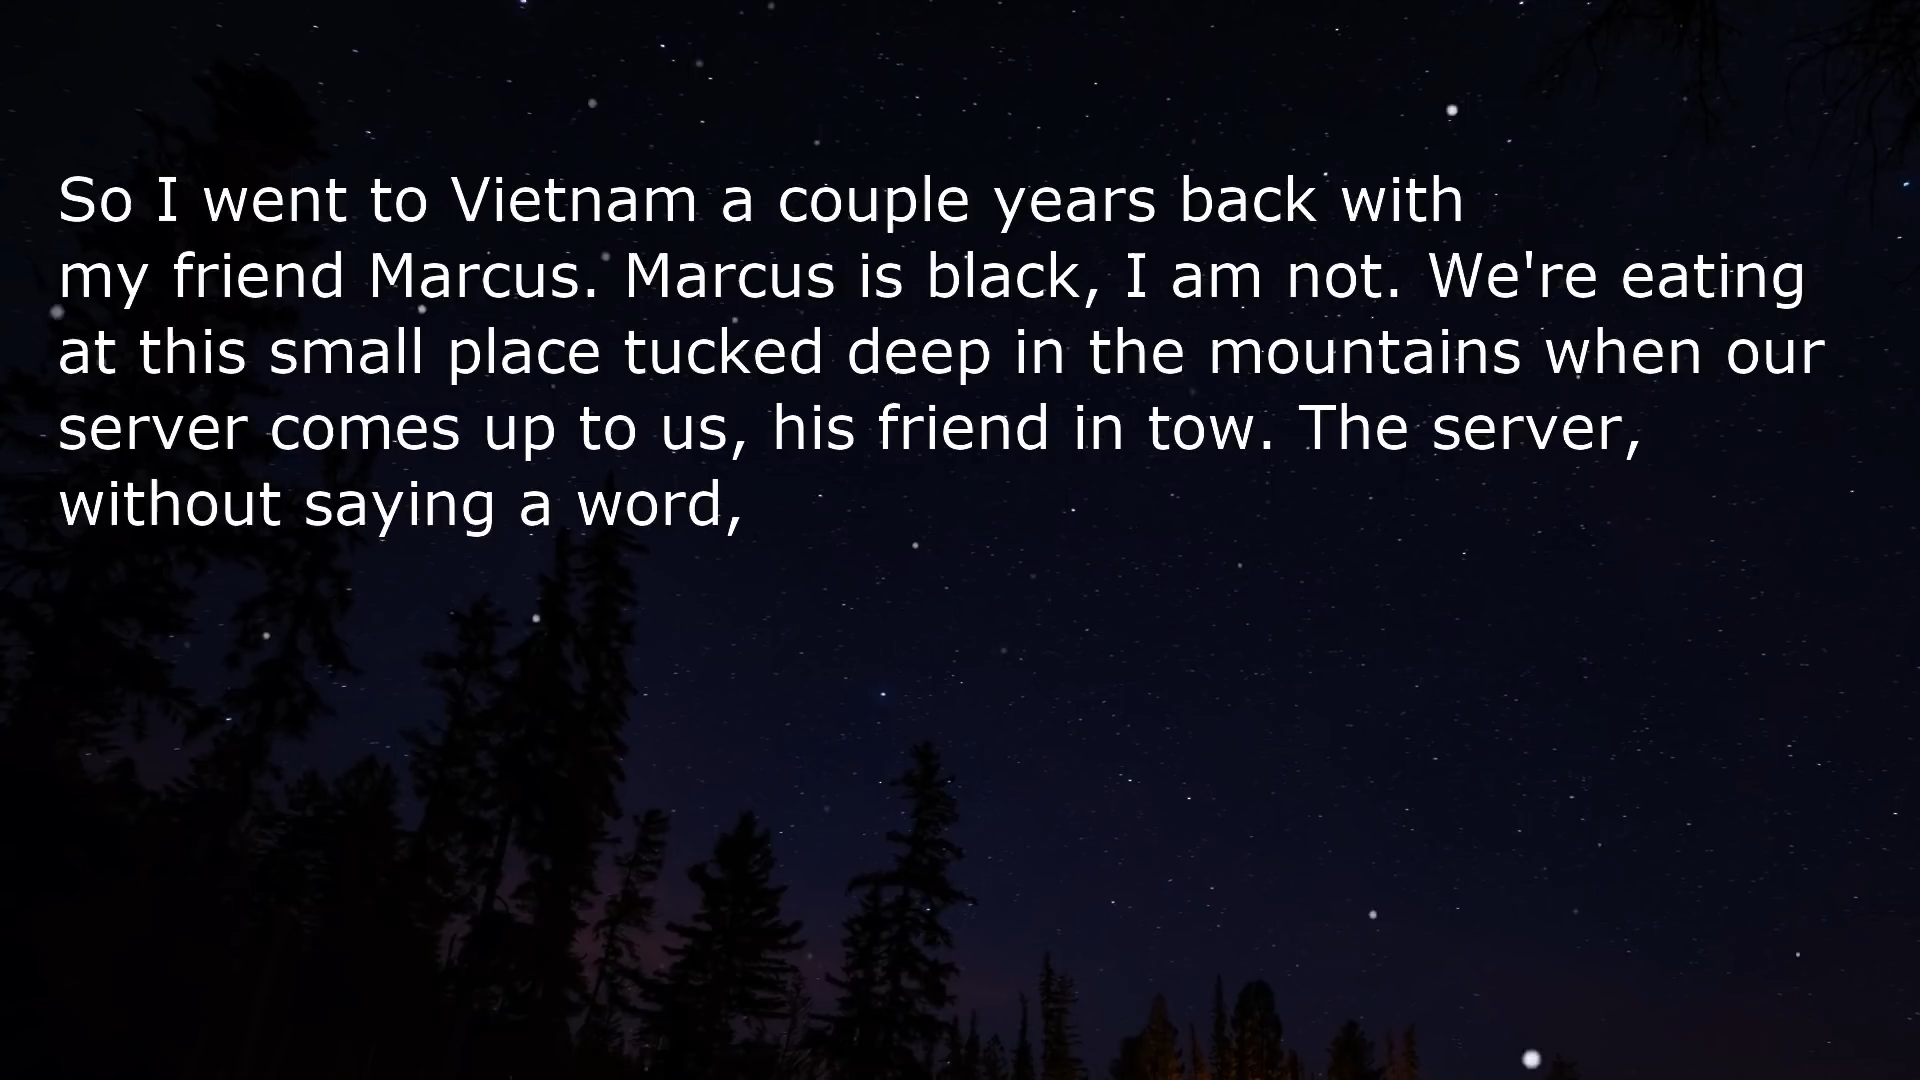 So I went to Vietnam a couple years back with
my friend Marcus. Marcus is black, I am not. We're eating
at this small place tucked deep in the mountains when our
server comes up to us, his friend in tow. The server,
without saying a word,